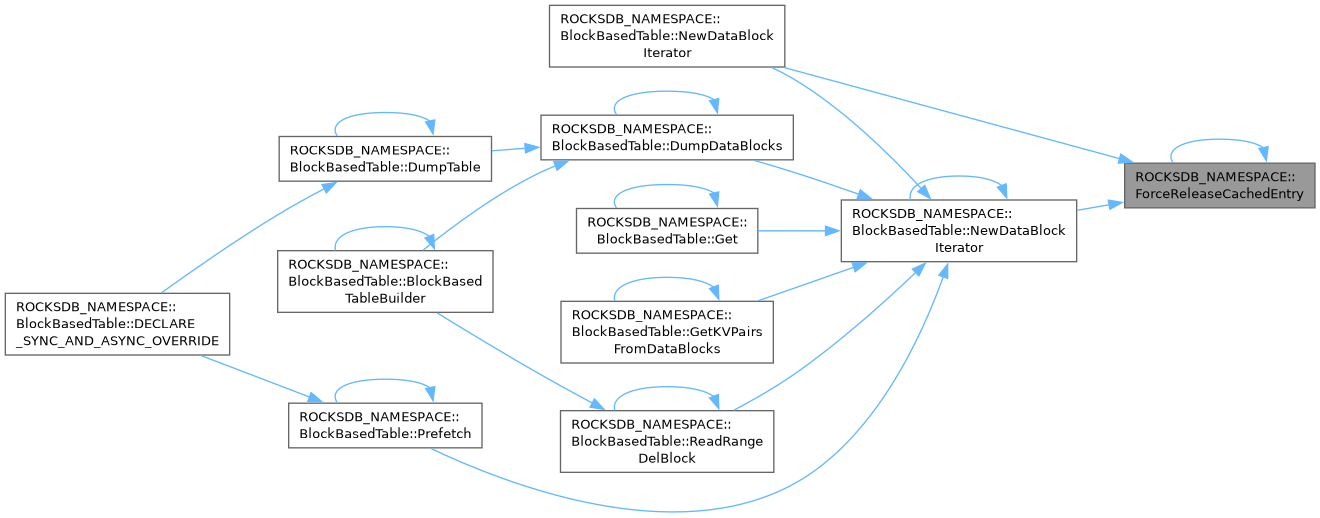 ROCKSDB_NAMESPACE::
BlockBasedTable::NewDataBlock
Iterator
ROCKSDB_NAMESPACE::
BlockBasedTable::DumpDataBlocks
ROCKSDB_NAMESPACE::
BlockBasedTable::DumpTable
ROCKSDB_NAMESPACE::
ForceReleaseCachedEntry
ROCKSDB_NAMESPACE::
BlockBasedTable::Get
ROCKSDB_NAMESPACE::
BlockBasedTable::NewDataBlock
Iterator
ROCKSDB_NAMESPACE::
BlockBasedTable::BlockBased
TableBuilder
ROCKSDB_NAMESPACE::
BlockBasedTable::DECLARE
_SYNC_AND_ASYNC_OVERRIDE
ROCKSDB_NAMESPACE::
BlockBasedTable::GetKVPairs
FromDataBlocks
ROCKSDB_NAMESPACE::
BlockBasedTable::Prefetch
ROCKSDB_NAMESPACE::
BlockBasedTable::ReadRange
DelBlock